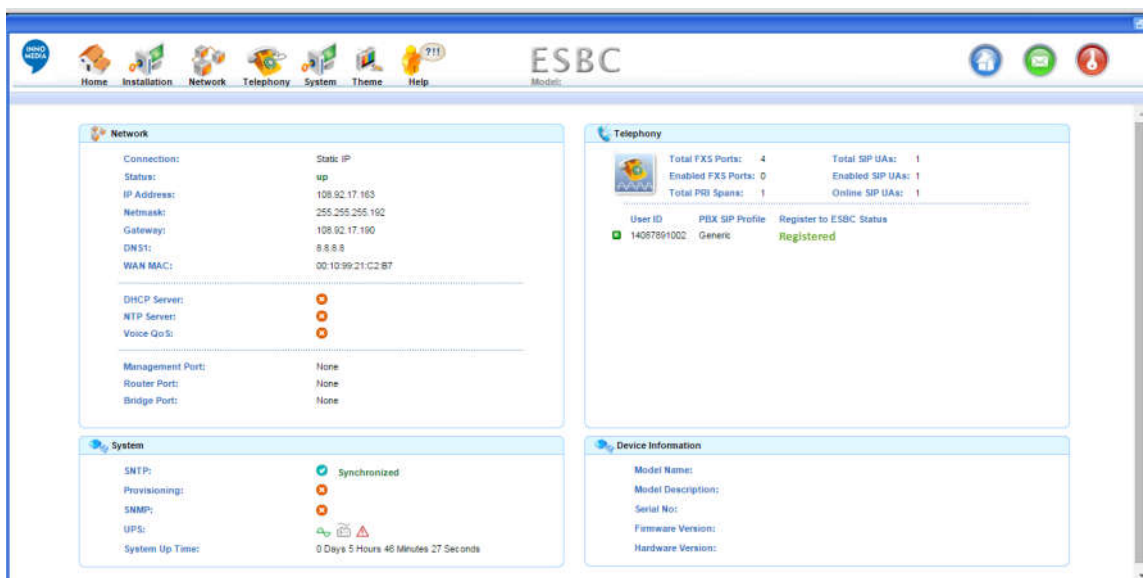 INNO
MEDIA
Home Installation Network Telephony System Theme Help
?!!
ESBC
Model:
Network
Connection: Static IP
Status: up
IP Address: 108.92.17.163
Netmask: 255.255.255.192
Gateway: 108.92.17.190
DNS1: 8.8.8.8
WAN MAC: 00:10:99:21:C2:B7
DHCP Server:
NTP Server:
Voice QoS:
Management Port: None
Router Port: None
Bridge Port: None
Telephony
Total FXS Ports: 4 Total SIP UAs: 1
Enabled FXS Ports: 0 Enabled SIP UAs: 1
Total PRI Spans: 1 Online SIP UAs: 1
User ID PBX SIP Profile Register to ESBC Status
14087891002 Generic Registered
System
SNTP: Synchronized
Provisioning:
SNMP:
UPS:
System Up Time: 0 Days 5 Hours 46 Minutes 27 Seconds
Device Information
Model Name:
Model Description:
Serial No:
Firmware Version:
Hardware Version: